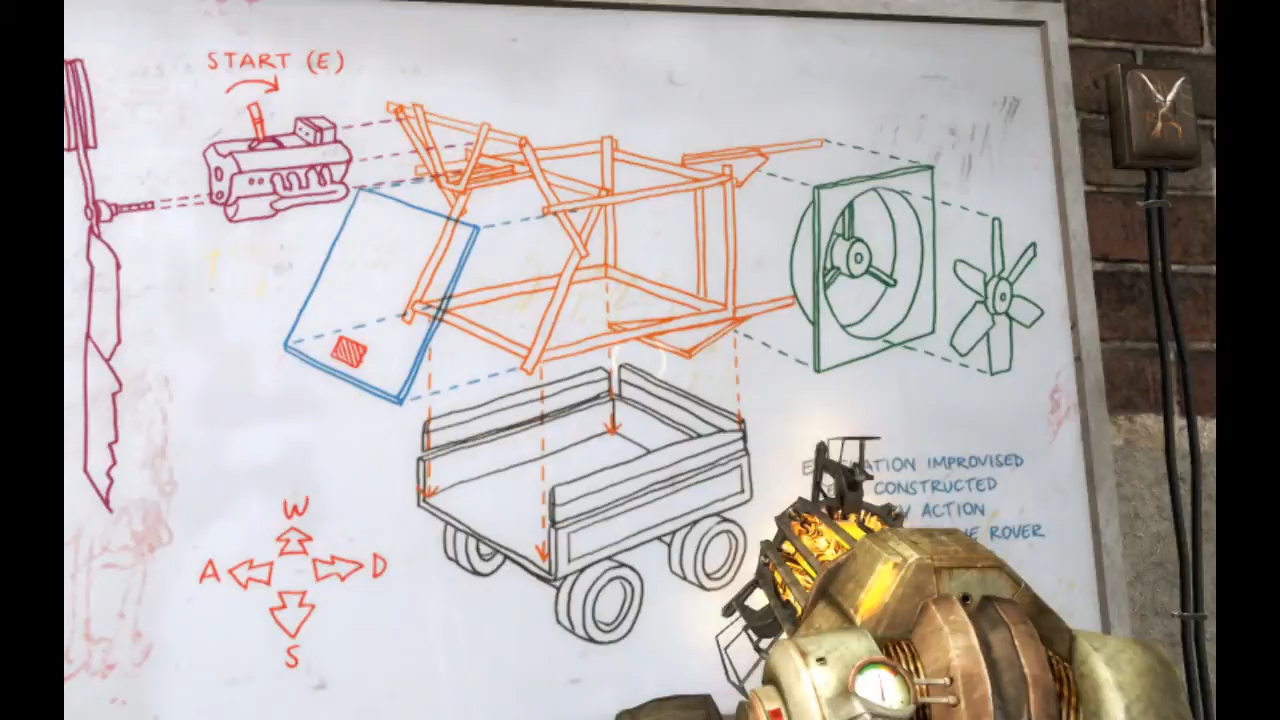 START (E)
IMPROVISED
CONSTRUCTED
ACTION
ROVER
W
A D
S